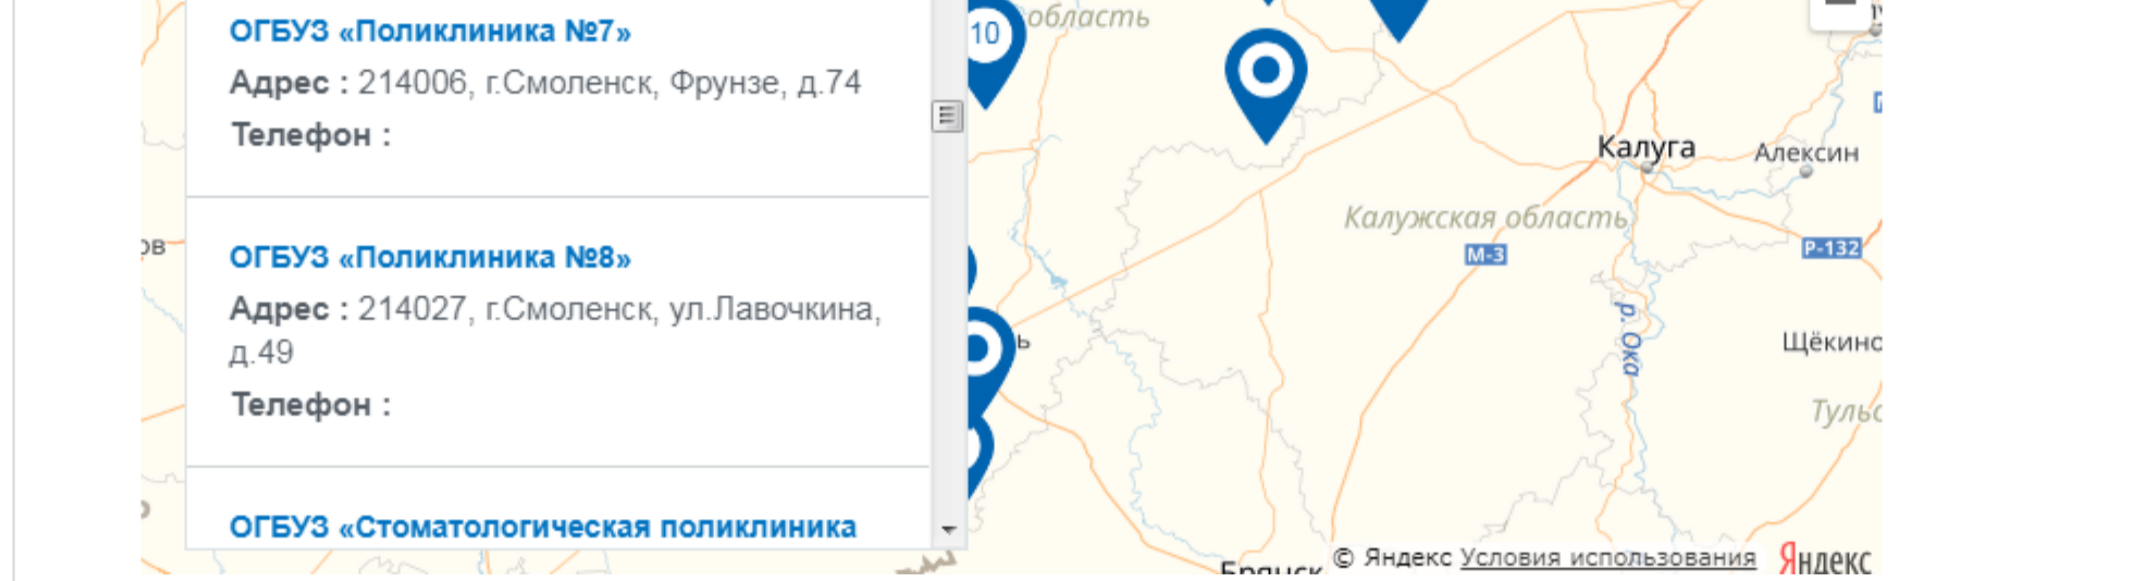 ОГБУЗ «Поликлиника №7»
Адрес : 214006, г.Смоленск, Фрунзе, д.74
Телефон :
ОГБУЗ «Поликлиника №8»
Адрес : 214027, г.Смоленск, ул.Лавочкина,
д.49
Телефон :
ОГБУЗ «Стоматологическая поликлиника
область
10
Калуга
Алексин
Калужская область
М-3
Р-132
р. Ока
Щёкино
© Яндекс Условия использования
Яндекс